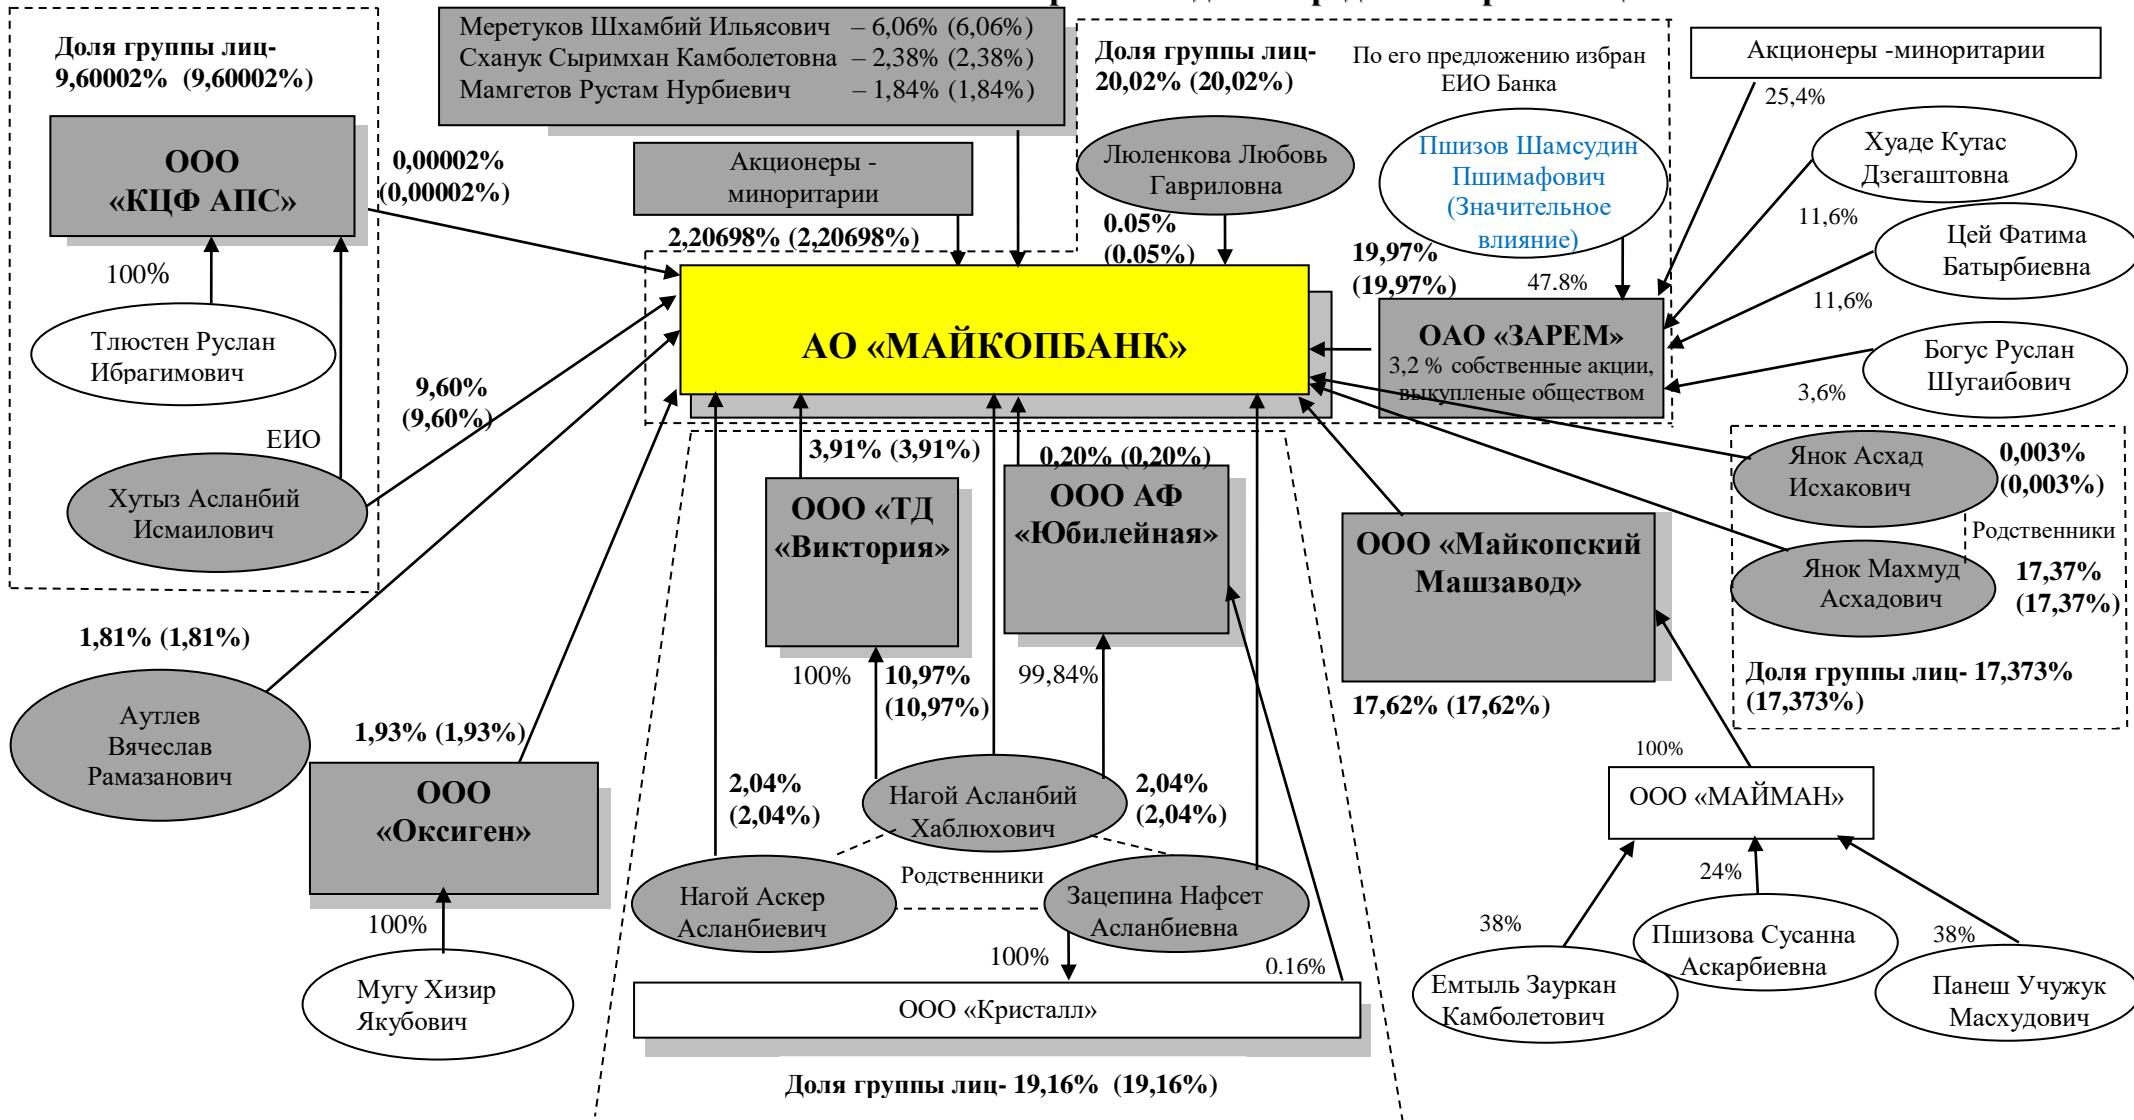 Доля группы лиц-
9,60002% (9,60002%)
ООО
«КЦФ АПС»
0,00002%
(0,00002%)
100%
Тлюстен Руслан
Ибрагимович
ЕИО
Хутыз Асланбий
Исмаилович
9,60%
(9,60%)
1,81% (1,81%)
Аутлев
Вячеслав
Рамазанович
1,93% (1,93%)
ООО
«Оксиген»
100%
Мугу Хизир
Якубович
Меретуков Шхамбий Ильясович – 6,06% (6,06%)
Схануk Сыримхан Камболетовна – 2,38% (2,38%)
Мамгетов Рустам Нурбиевич – 1,84% (1,84%)
Акционеры -
миноритарии
2,20698% (2,20698%)
Доля группы лиц-
20,02% (20,02%)
Люленкова Любовь
Гавриловна
0.05%
(0.05%)
По его предложению избран
ЕИО Банка
Пшизов Шамсудин
Пшимафович
(Значительное
влияние)
19,97%
(19,97%)
47.8%
АО «МАЙКОПБАНК»
ОАО «ЗАРЕМ»
3,2 % собственные акции,
выкупленые обществом
Акционеры -миноритарии
25,4%
Хуаде Кутас
Дзегаштовна
11,6%
Цей Фатима
Батырбиевна
11,6%
Богус Руслан
Шугаибович
3,6%
Янок Асхад
Исхакович
0,003%
(0,003%)
Родственники
Янок Махмуд
Асхадович
17,37%
(17,37%)
Доля группы лиц- 17,373%
(17,373%)
3,91% (3,91%)
ООО «ТД
«Виктория»
0,20% (0,20%)
ООО АФ
«Юбилейная»
100%
10,97%
(10,97%)
99,84%
2,04%
(2,04%)
Нагой Асланбий
Хаблюхович
2,04%
(2,04%)
Родственники
Нагой Аскер
Асланбиевич
Зацепина Нафсет
Асланбиевна
100%
0.16%
ООО «Кристалл»
Доля группы лиц- 19,16% (19,16%)
ООО «Майкопский
Машзавод»
17,62% (17,62%)
100%
ООО «МАЙМАН»
38%
24%
38%
Емтыль Зауркан
Камболетович
Пшизова Сусанна
Аскарбиевна
Панеш Учужук
Масхудович